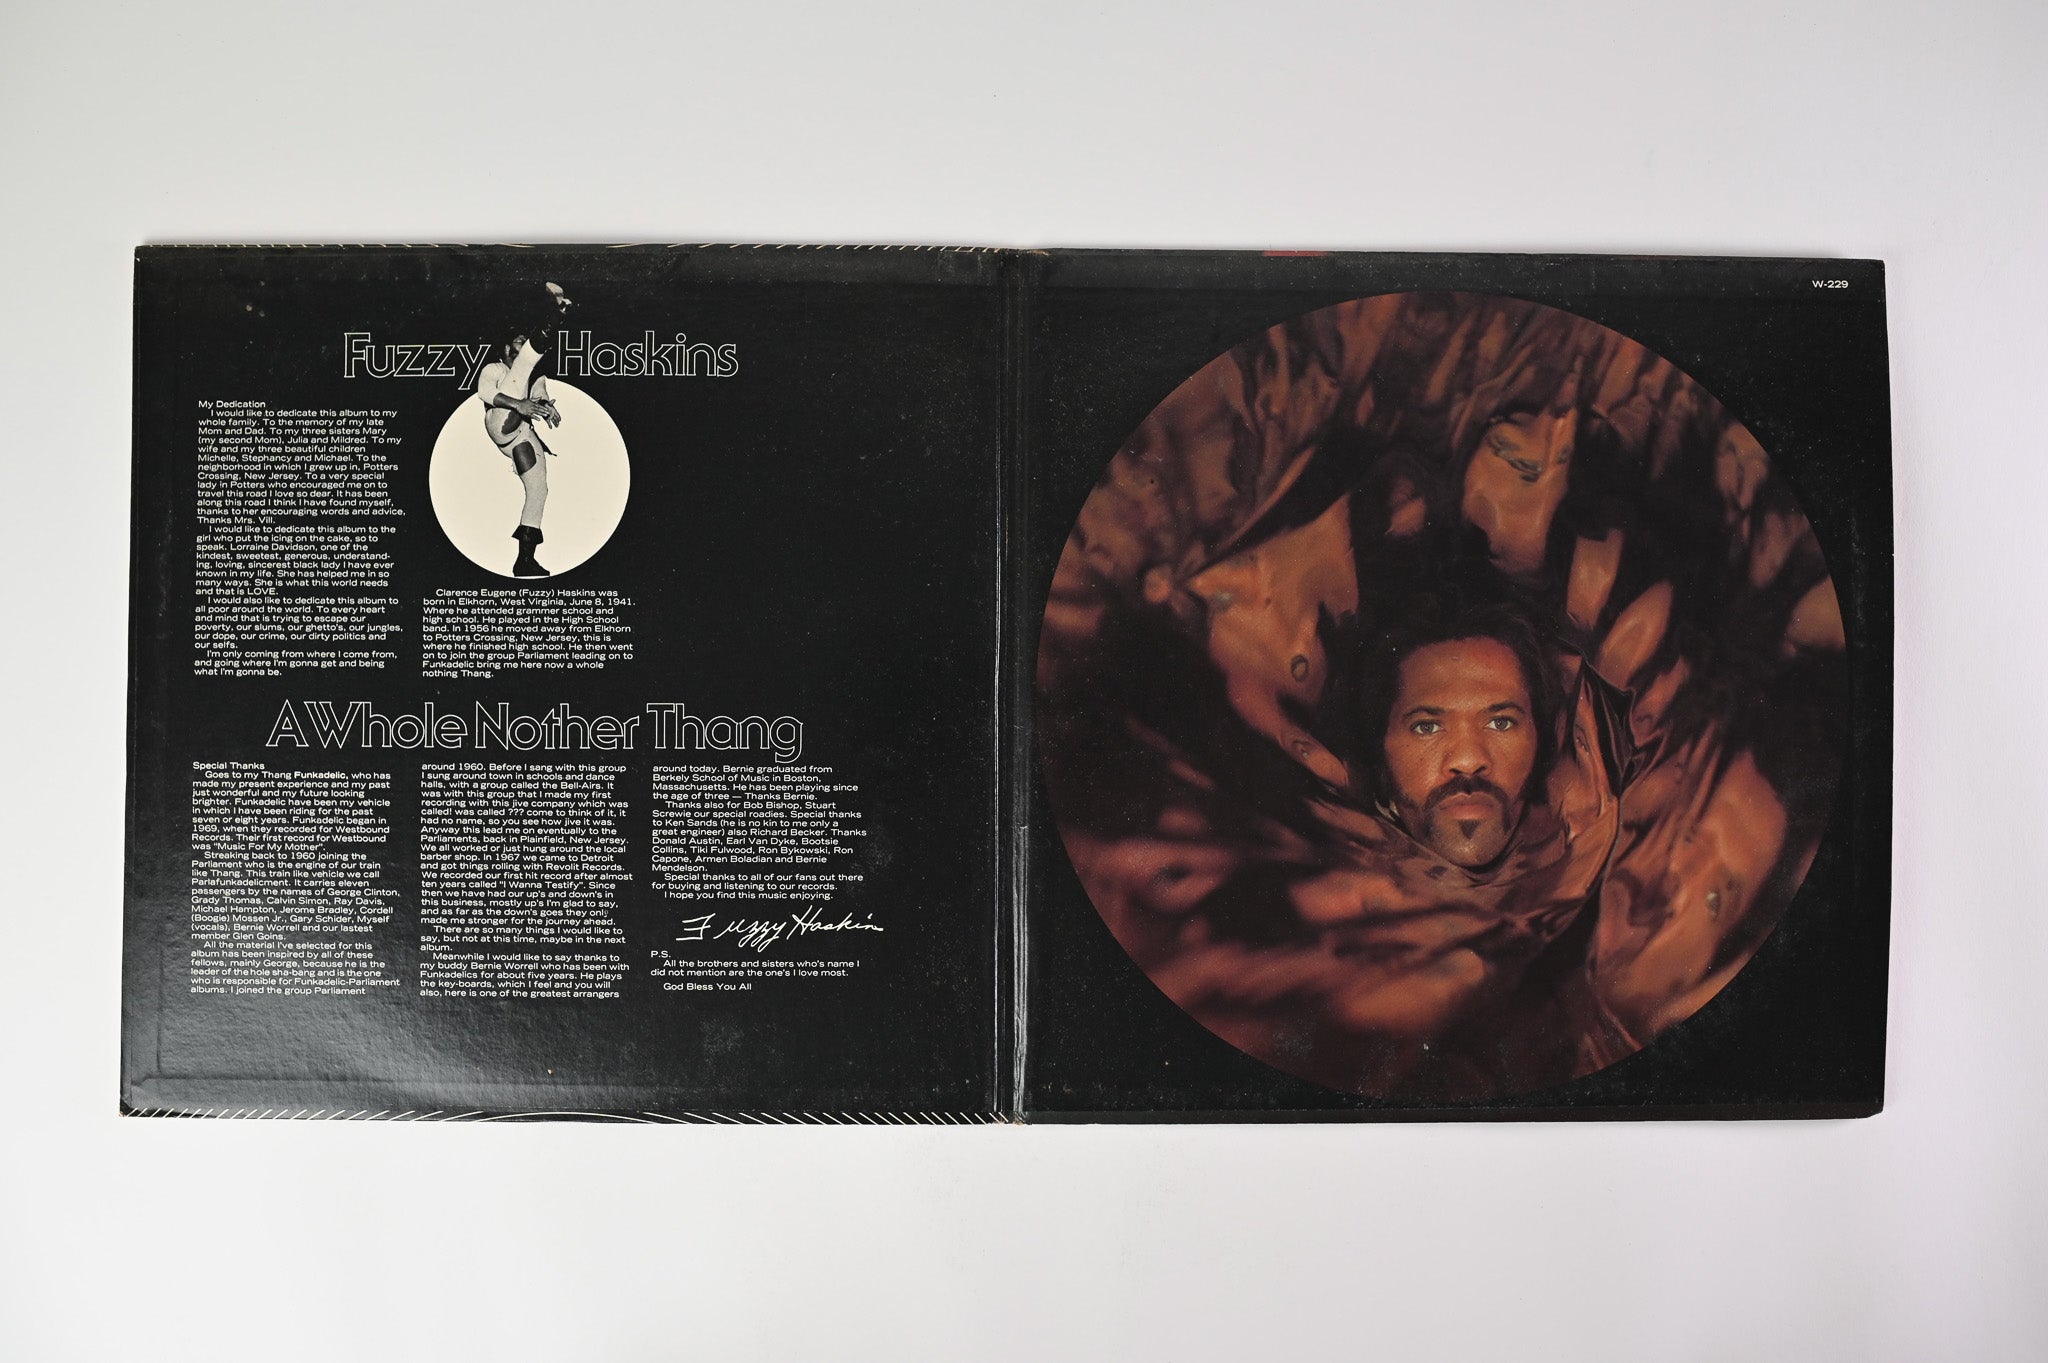 Fuzzy Haskins
My Dedication
I would like to dedicate this album to my
whole family. To the memory of my late
Mom and Dad. To my three sisters Mary
(my second Mom), Julia and Mildred. To my
wife and my three beautiful children
Michelle, Stephancy and Michael. To the
neighborhood in which I grew up in, Potters
Crossing, New Jersey. To a very special
lady in Potters who encouraged me on to
travel this road I love so dear. It has been
along this road I think I have found myself,
thanks to her encouraging words and advice,
Thanks Mrs. Vill.
I would like to dedicate this album to the
girl who put the icing on the cake, so to
speak. Lorraine Davidson, one of the
kindest, sweetest, generous, understand-
ing, loving, sincerest black lady I have ever
known in my life. She has helped me in so
many ways. She is what this world needs
and that is LOVE.
I would also like to dedicate this album to
all poor around the world. To every heart
and mind that is trying to escape our
poverty, our slums, our ghetto's, our jungles,
our dope, our crime, our dirty politics and
our selfs.
I'm only coming from where I come from,
and going where I'm gonna get and being
what I'm gonna be.
Clarence Eugene (Fuzzy) Haskins was
born in Elkhorn, West Virginia, June 8, 1941.
Where he attended grammer school and
high school. He played in the High School
band. In 1956 he moved away from Elkhorn
to Potters Crossing, New Jersey, this is
where he finished high school. He then went
on to join the group Parliament leading on to
Funkadelic bring me here now a whole
nothing Thang.
A Whole Nother Thang
Special Thanks
Goes to my Thang Funkadelic, who has
made my present experience and my past
just wonderful and my future looking
brighter. Funkadelic have been my vehicle
in which I have been riding for the past
seven or eight years. Funkadelic began in
1969, when they recorded for Westbound
Records. Their first record for Westbound
was "Music For My Mother".
Streaking back to 1960 joining the
Parliament who is the engine of our train
like Thang. This train like vehicle we call
Parlafunkadelicment. It carries eleven
passengers by the names of George Clinton,
Grady Thomas, Calvin Simon, Ray Davis,
Michael Hampton, Jerome Bradley, Cordell
(Boogie) Mossen Jr., Gary Schider, Myself
(vocals), Bernie Worrell and our lastest
member Glen Goins.
All the material I've selected for this
album has been inspired by all of these
fellows, mainly George, because he is the
leader of the hole sha-bang and is the one
who is responsible for Funkadelic-Parliament
albums. I joined the group Parliament
around 1960. Before I sang with this group
I sung around town in schools and dance
halls, with a group called the Bell-Airs. It
was with this group that I made my first
recording with this jive company which was
called! was called ??? come to think of it, it
had no name, so you see how jive it was.
Anyway this lead me on eventually to the
Parliaments, back in Plainfield, New Jersey.
We all worked or just hung around the local
barber shop. In 1967 we came to Detroit
and got things rolling with Revolit Records.
We recorded our first hit record after almost
ten years called "I Wanna Testify". Since
then we have had our up's and down's in
this business, mostly up's I'm glad to say,
and as far as the down's goes they only
made me stronger for the journey ahead.
There are so many things I would like to
say, but not at this time, maybe in the next
album.
Meanwhile I would like to say thanks to
my buddy Bernie Worrell who has been with
Funkadelics for about five years. He plays
the key-boards, which I feel and you will
also, here is one of the greatest arrangers
around today. Bernie graduated from
Berkely School of Music in Boston,
Massachusetts. He has been playing since
the age of three — Thanks Bernie.
Thanks also for Bob Bishop, Stuart
Screwie our special roadies. Special thanks
to Ken Sands (he is no kin to me only a
great engineer) also Richard Becker. Thanks
Donald Austin, Earl Van Dyke, Bootsie
Collins, Tiki Fulwood, Ron Bykowski, Ron
Capone, Armen Boladian and Bernie
Mendelson.
Special thanks to all of our fans out there
for buying and listening to our records.
I hope you find this music enjoying.
Fuzzy Haskins
P.S.
All the brothers and sisters who's name I
did not mention are the one's I love most.
God Bless You All
W-229